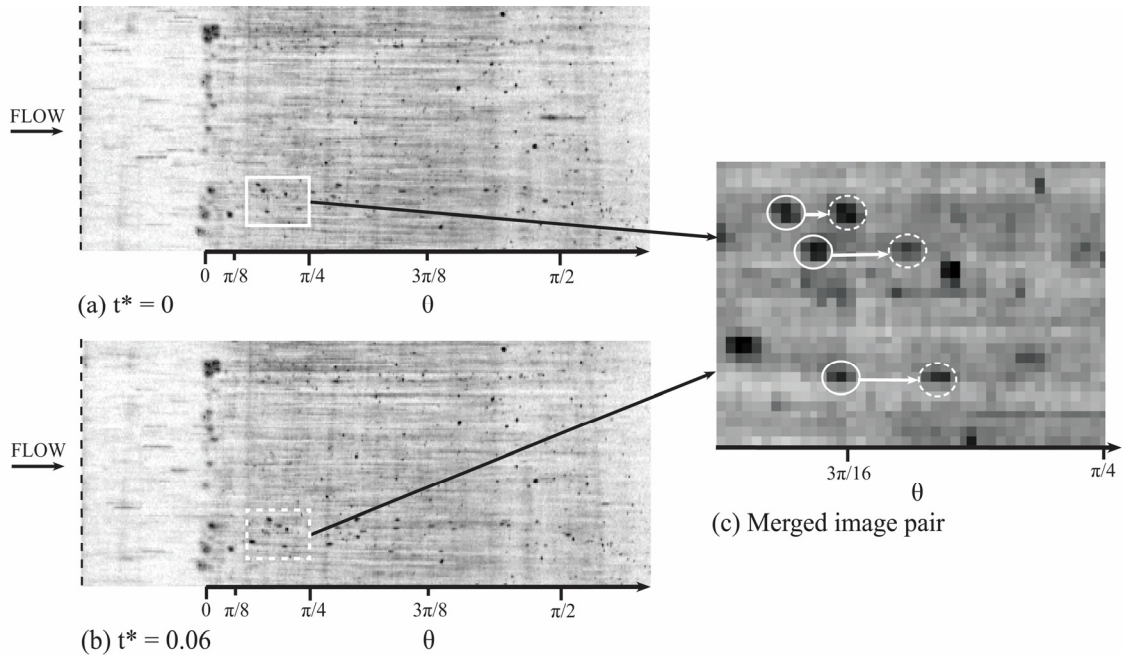 FLOW
0 π/8 π/4 3π/8 π/2
(a) t* = 0 θ
FLOW
0 π/8 π/4 3π/8 π/2
(b) t* = 0.06 θ
3π/16 π/4
θ
(c) Merged image pair